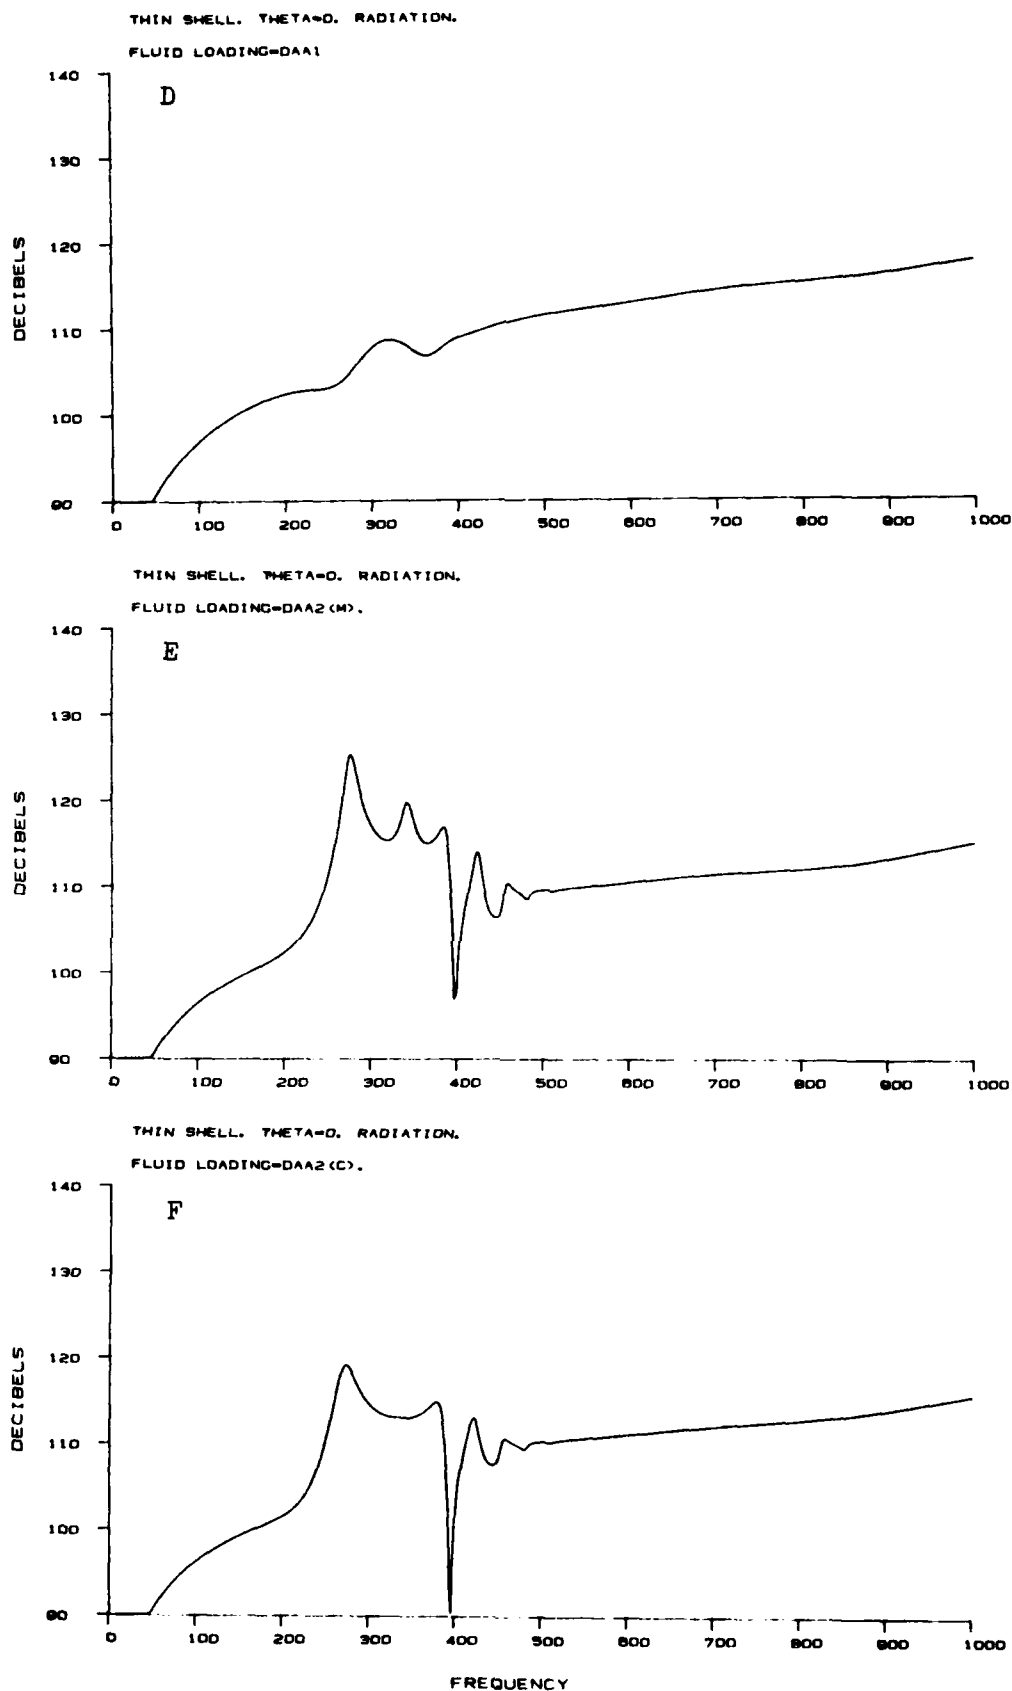 THIN SHELL. THETA=0. RADIATION.
FLUID LOADING=DAA1
D
140
130
120
110
100
90
DECIBELS
0 100 200 300 400 500 600 700 800 900 1000
THIN SHELL. THETA=0. RADIATION.
FLUID LOADING=DAA2(M).
E
140
130
120
110
100
90
DECIBELS
0 100 200 300 400 500 600 700 800 900 1000
THIN SHELL. THETA=0. RADIATION.
FLUID LOADING=DAA2(C).
F
140
130
120
110
100
90
DECIBELS
0 100 200 300 400 500 600 700 800 900 1000
FREQUENCY